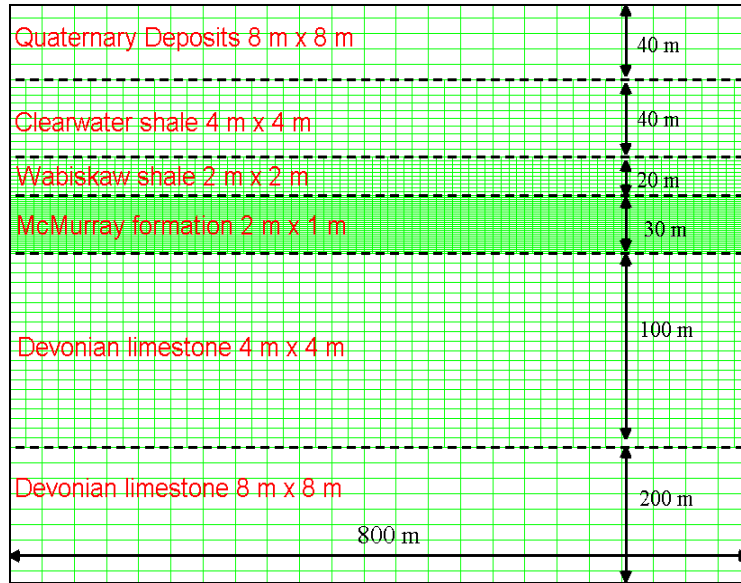 Quaternary Deposits 8 m x 8 m
40 m
Clearwater shale 4 m x 4 m
40 m
Wabiskaw shale 2 m x 2 m
20 m
McMurray formation 2 m x 1 m
30 m
100 m
Devonian limestone 4 m x 4 m
Devonian limestone 8 m x 8 m
200 m
800 m